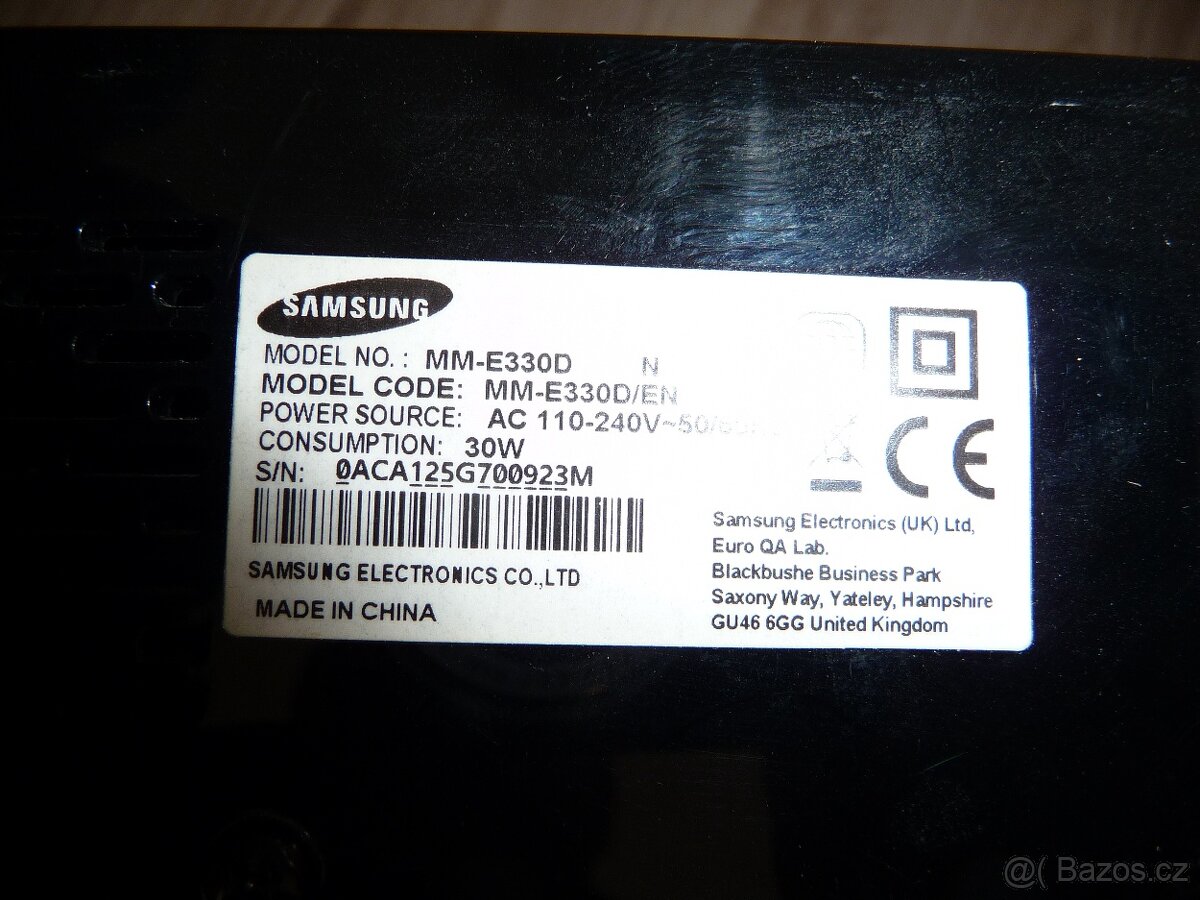 SAMSUNG
MODEL NO. : MM-E330D N
MODEL CODE: MM-E330D/EN
POWER SOURCE: AC 110-240V~50/60Hz
CONSUMPTION: 30W
S/N: 0ACA125G700923M
SAMSUNG ELECTRONICS CO.,LTD
MADE IN CHINA
CE
Samsung Electronics (UK) Ltd,
Euro QA Lab.
Blackbushe Business Park
Saxony Way, Yateley, Hampshire
GU46 6GG United Kingdom
@( Bazos.cz